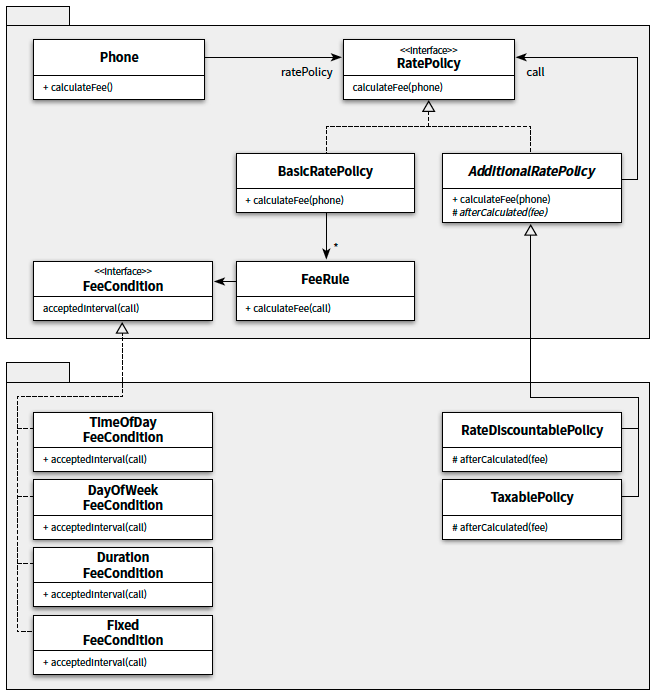 Phone
+ calculateFee()
ratePolicy
<<Interface>>
RatePolicy
calculateFee(phone)
call
BasicRatePolicy
+ calculateFee(phone)
AdditionalRatePolicy
+ calculateFee(phone)
# afterCalculated(fee)
*
<<Interface>>
FeeCondition
acceptedInterval(call)
FeeRule
+ calculateFee(call)
TimeOfDay
FeeCondition
+ acceptedInterval(call)
DayOfWeek
FeeCondition
+ acceptedInterval(call)
Duration
FeeCondition
+ acceptedInterval(call)
Fixed
FeeCondition
+ acceptedInterval(call)
RateDiscountablePolicy
# afterCalculated(fee)
TaxablePolicy
# afterCalculated(fee)